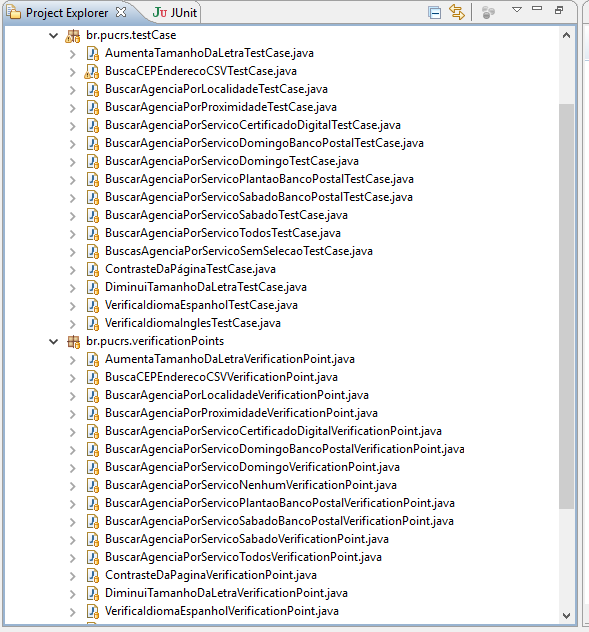 Project Explorer JUnit
br.pucrs.testCase
AumentaTamanhoDaLetraTestCase.java
BuscaCEPEnderecoCSVTestCase.java
BuscarAgenciaPorLocalidadeTestCase.java
BuscarAgenciaPorProximidadeTestCase.java
BuscarAgenciaPorServicoCertificadoDigitalTestCase.java
BuscarAgenciaPorServicoDomingoBancoPostalTestCase.java
BuscarAgenciaPorServicoDomingoTestCase.java
BuscarAgenciaPorServicoPlantaoBancoPostalTestCase.java
BuscarAgenciaPorServicoSabadoBancoPostalTestCase.java
BuscarAgenciaPorServicoSabadoTestCase.java
BuscarAgenciaPorServicoTodosTestCase.java
BuscasAgenciaPorServicoSemSelecaoTestCase.java
ContrasteDaPáginaTestCase.java
DiminuiTamanhoDaLetraTestCase.java
VerificaIdiomaEspanholTestCase.java
VerificaIdiomaInglesTestCase.java
br.pucrs.verificationPoints
AumentaTamanhoDaLetraVerificationPoint.java
BuscaCEPEnderecoCSVVerificationPoint.java
BuscarAgenciaPorLocalidadeVerificationPoint.java
BuscarAgenciaPorProximidadeVerificationPoint.java
BuscarAgenciaPorServicoCertificadoDigitalVerificationPoint.java
BuscarAgenciaPorServicoDomingoBancoPostalVerificationPoint.java
BuscarAgenciaPorServicoDomingoVerificationPoint.java
BuscarAgenciaPorServicoNenhumVerificationPoint.java
BuscarAgenciaPorServicoPlantaoBancoPostalVerificationPoint.java
BuscarAgenciaPorServicoSabadoBancoPostalVerificationPoint.java
BuscarAgenciaPorServicoSabadoVerificationPoint.java
BuscarAgenciaPorServicoTodosVerificationPoint.java
ContrasteDaPaginaVerificationPoint.java
DiminuiTamanhoDaLetraVerificationPoint.java
VerificaIdiomaEspanholVerificationPoint.java